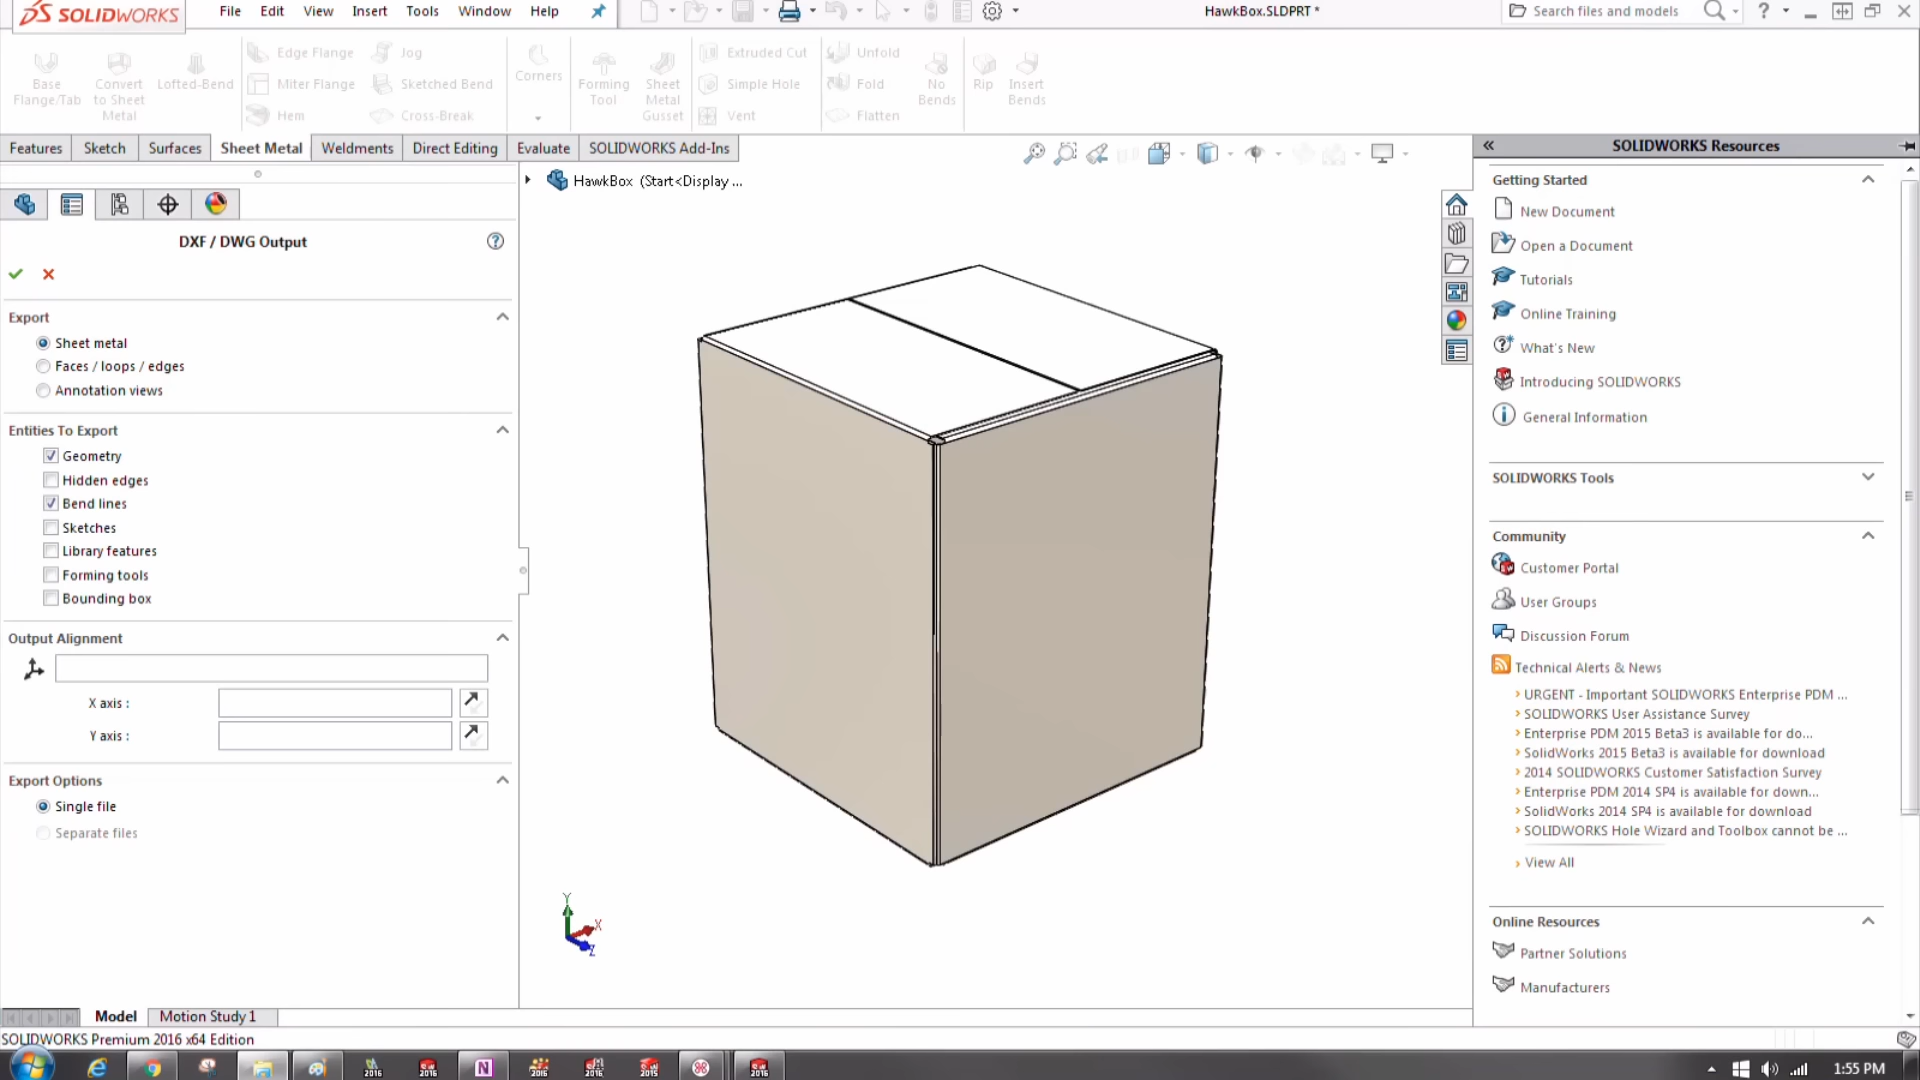 SOLIDWORKS
File Edit View Insert Tools Window Help
HawkBox.SLDPRT *
Search files and models
?
Base Flange/Tab
Convert to Sheet Metal
Lofted-Bend
Edge Flange
Miter Flange
Hem
Jog
Sketched Bend
Cross-Break
Corners
Forming Tool
Sheet Metal Gusset
Extruded Cut
Simple Hole
Vent
Unfold
Fold
Flatten
No Bends
Rip
Insert Bends
Features Sketch Surfaces Sheet Metal Weldments Direct Editing Evaluate SOLIDWORKS Add-Ins
HawkBox (Start<Display ...
DXF / DWG Output
?
Export
Sheet metal
Faces / loops / edges
Annotation views
Entities To Export
Geometry
Hidden edges
Bend lines
Sketches
Library features
Forming tools
Bounding box
Output Alignment
X axis :
Y axis :
Export Options
Single file
Separate files
Y
X
Z
SOLIDWORKS Resources
Getting Started
New Document
Open a Document
Tutorials
Online Training
What's New
Introducing SOLIDWORKS
General Information
SOLIDWORKS Tools
Community
Customer Portal
User Groups
Discussion Forum
Technical Alerts & News
URGENT - Important SOLIDWORKS Enterprise PDM ...
SOLIDWORKS User Assistance Survey
Enterprise PDM 2015 Beta3 is available for do...
SolidWorks 2015 Beta3 is available for download
2014 SOLIDWORKS Customer Satisfaction Survey
Enterprise PDM 2014 SP4 is available for down...
SolidWorks 2014 SP4 is available for download
SOLIDWORKS Hole Wizard and Toolbox cannot be ...
View All
Online Resources
Partner Solutions
Manufacturers
Model Motion Study 1
SOLIDWORKS Premium 2016 x64 Edition
1:55 PM